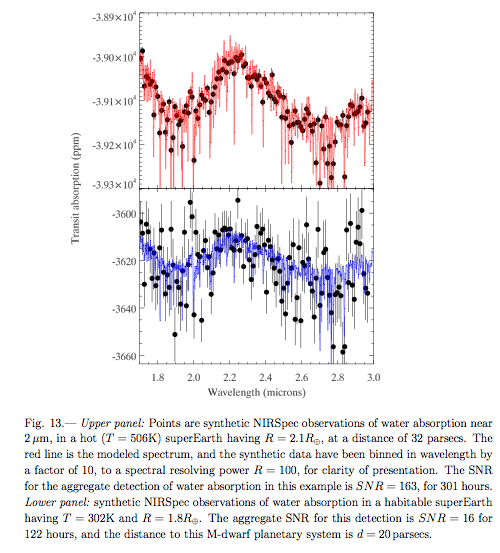 -3.89×10⁴
-3.90×10⁴
-3.91×10⁴
-3.92×10⁴
-3.93×10⁴
Transit absorption (ppm)
-3600
-3620
-3640
-3660
1.8 2.0 2.2 2.4 2.6 2.8 3.0
Wavelength (microns)
Fig. 13.— Upper panel: Points are synthetic NIRSpec observations of water absorption near
2 μm, in a hot (T = 506K) superEarth having R = 2.1R⊕, at a distance of 32 parsecs. The
red line is the modeled spectrum, and the synthetic data have been binned in wavelength by
a factor of 10, to a spectral resolving power R = 100, for clarity of presentation. The SNR
for the aggregate detection of water absorption in this example is SNR = 163, for 301 hours.
Lower panel: synthetic NIRSpec observations of water absorption in a habitable superEarth
having T = 302K and R = 1.8R⊕. The aggregate SNR for this detection is SNR = 16 for
122 hours, and the distance to this M-dwarf planetary system is d = 20 parsecs.